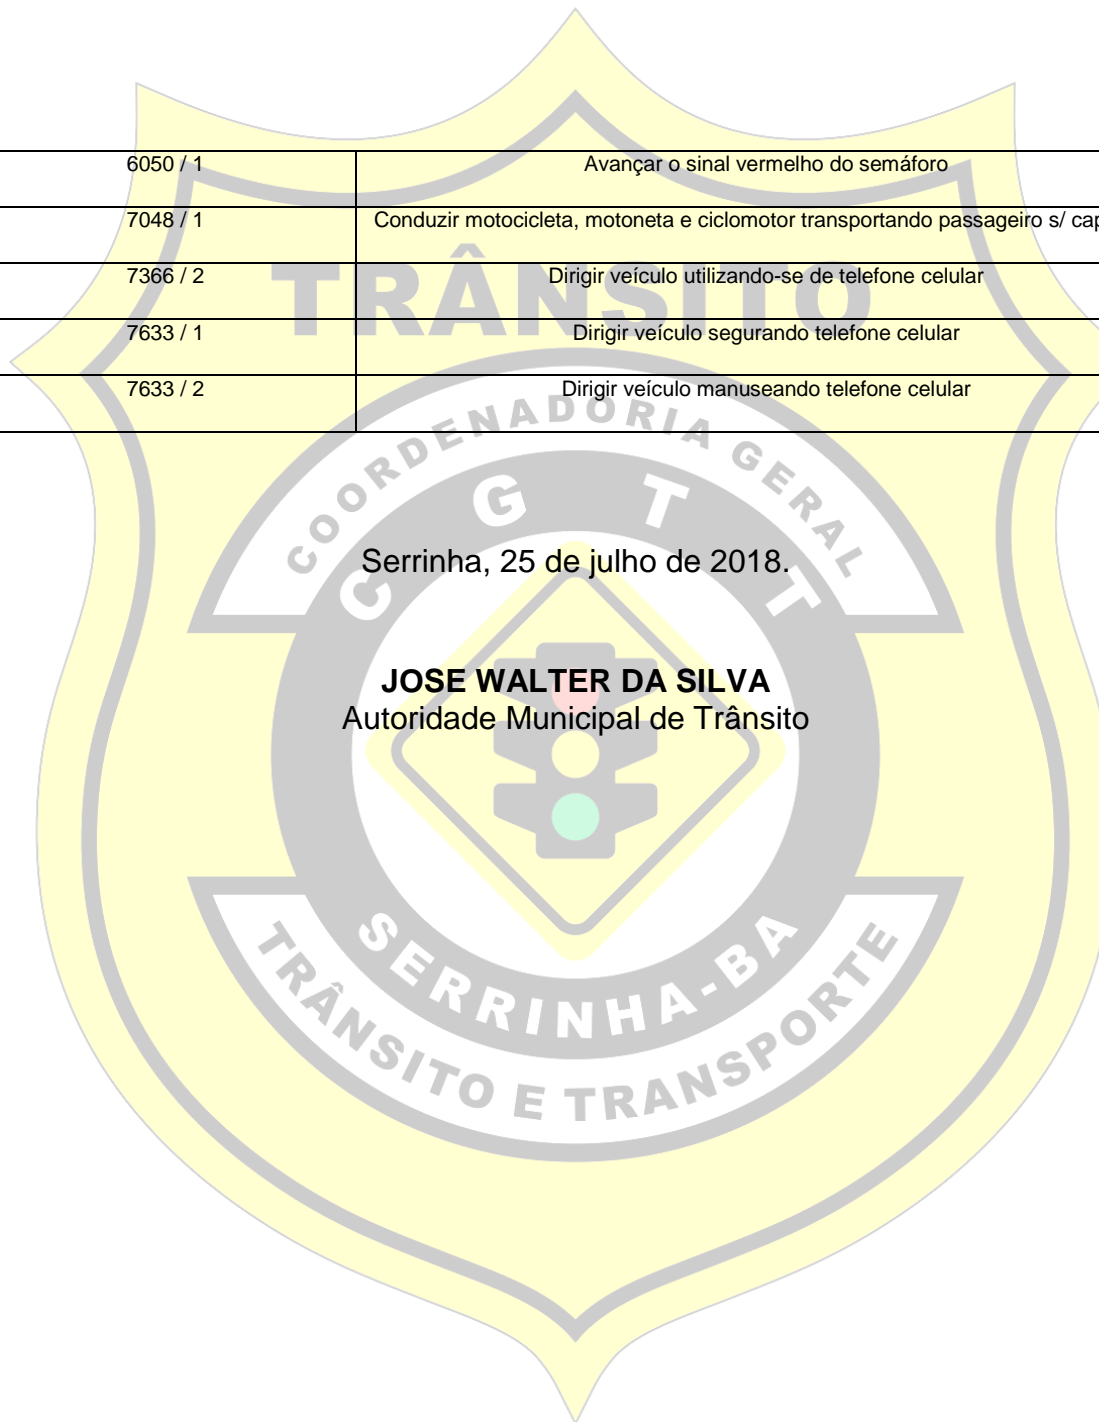 6050 / 1 Avançar o sinal vermelho do semáforo
7048 / 1 Conduzir motocicleta, motoneta e ciclomotor transportando passageiro s/
7366 / 2 Dirigir veículo utilizando-se de telefone celular
TRÂNSITO
7633 / 1 Dirigir veículo segurando telefone celular
7633 / 2 Dirigir veículo manuseando telefone celular
COORDENADORIA GERAL
C G T T
Serrinha, 25 de julho de 2018.
JOSE WALTER DA SILVA
Autoridade Municipal de Trânsito
SERRINHA-BA
TRÂNSITO E TRANSPORTE